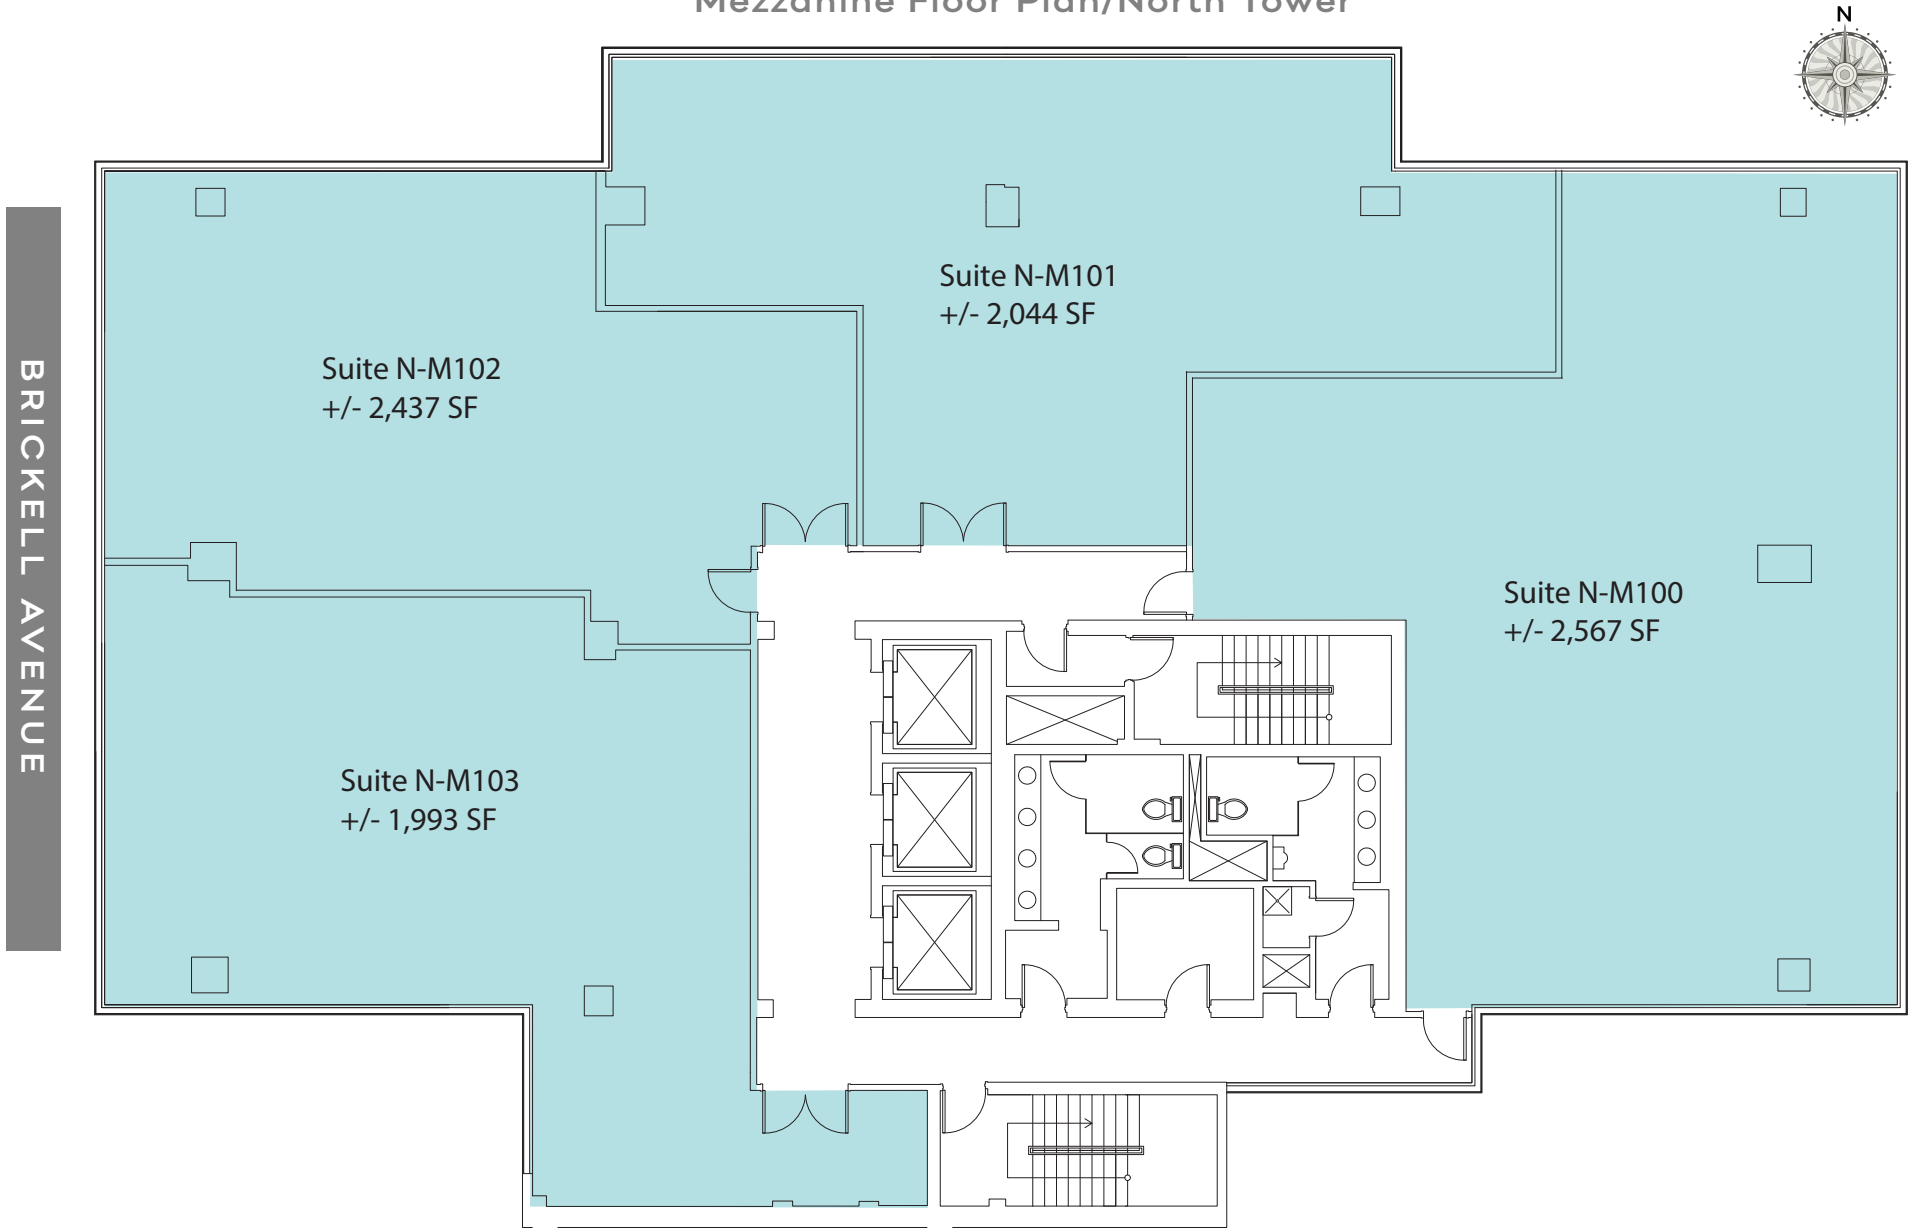 Mezzanine Floor Plan/North Tower
N
Suite N-M101
+/- 2,044 SF
Suite N-M102
+/- 2,437 SF
BRICKELL AVENUE
Suite N-M100
+/- 2,567 SF
Suite N-M103
+/- 1,993 SF